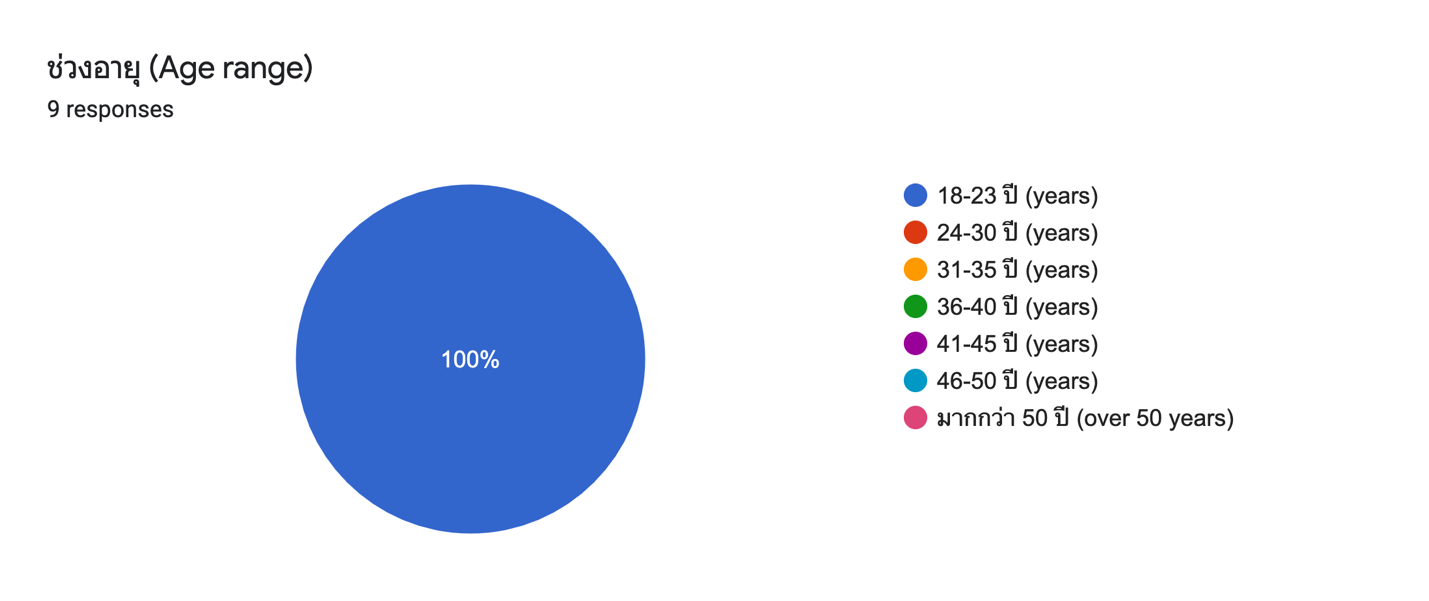 ช่วงอายุ (Age range)
9 responses
100%
18-23 ปี (years)
24-30 ปี (years)
31-35 ปี (years)
36-40 ปี (years)
41-45 ปี (years)
46-50 ปี (years)
มากกว่า 50 ปี (over 50 years)